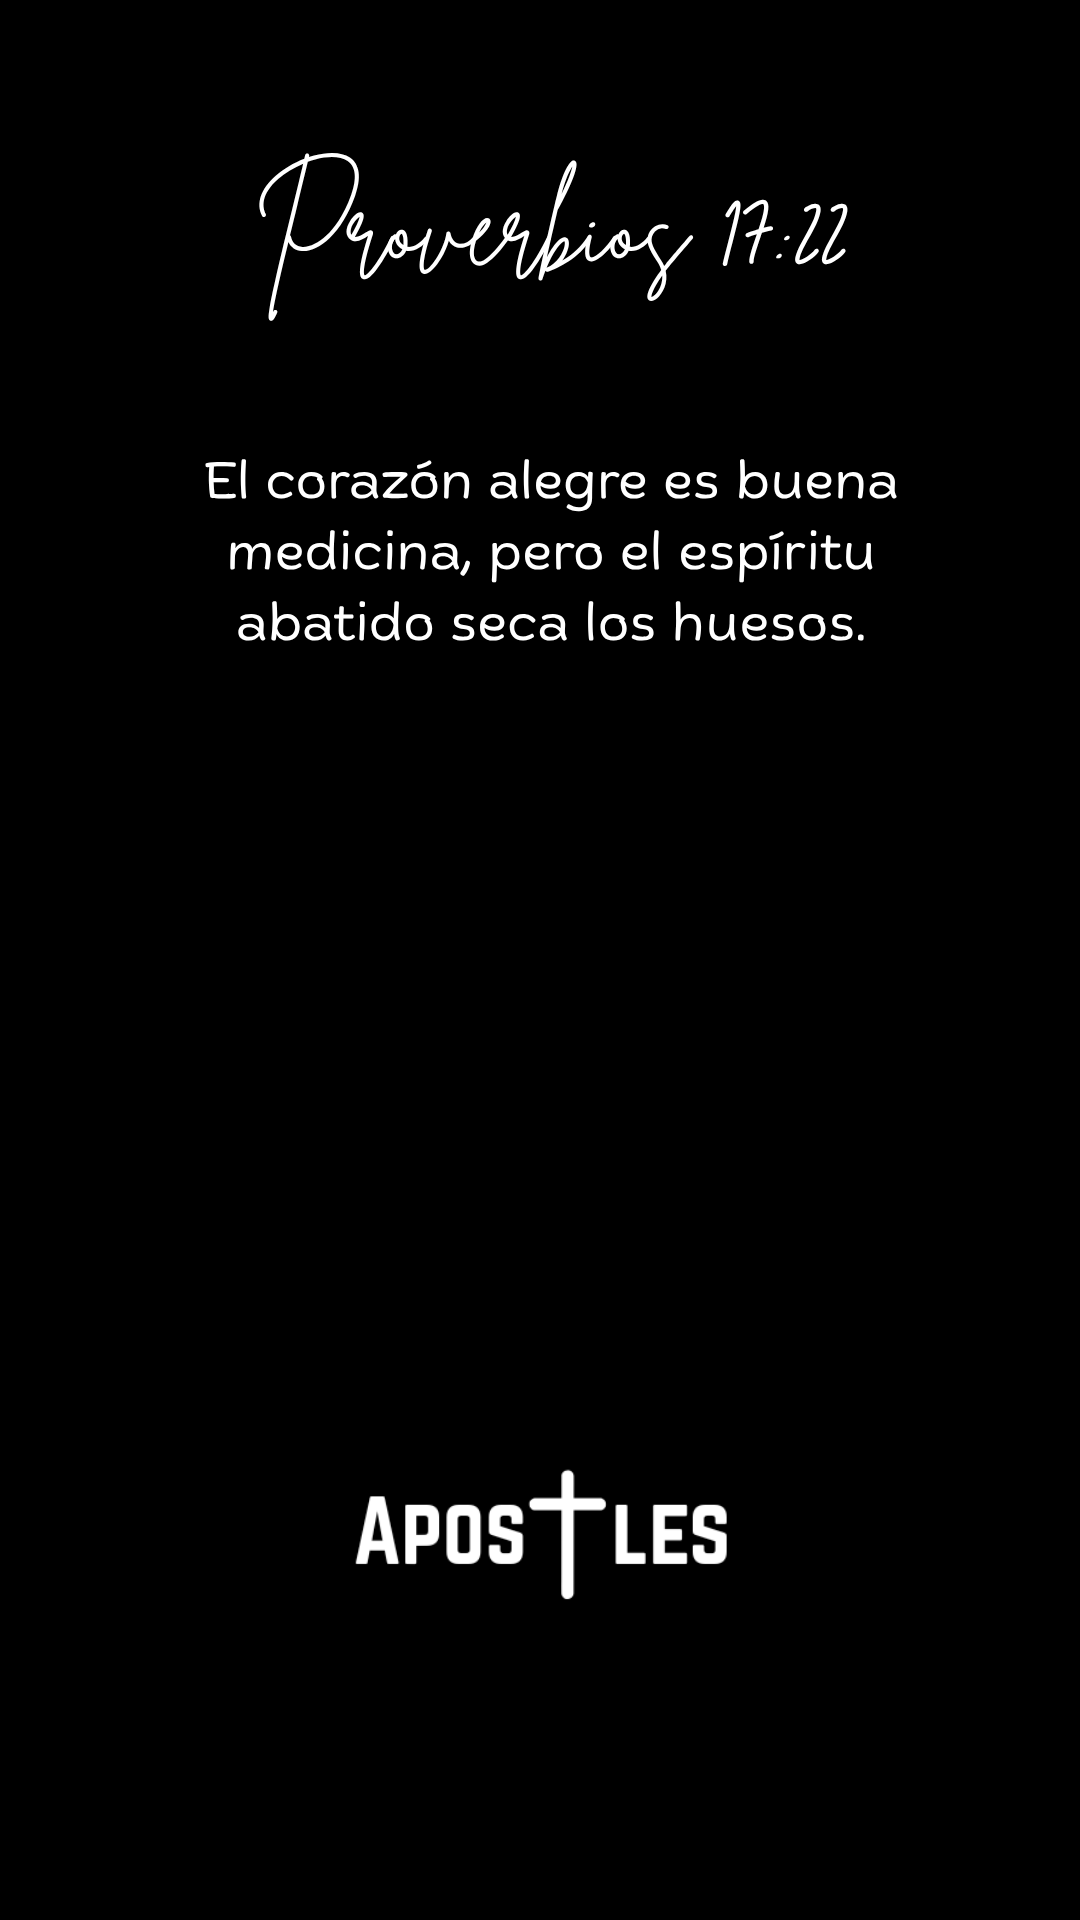 Proverbios 17:22
El corazón alegre es buena
medicina, pero el espíritu
abatido seca los huesos.
APOSTLES